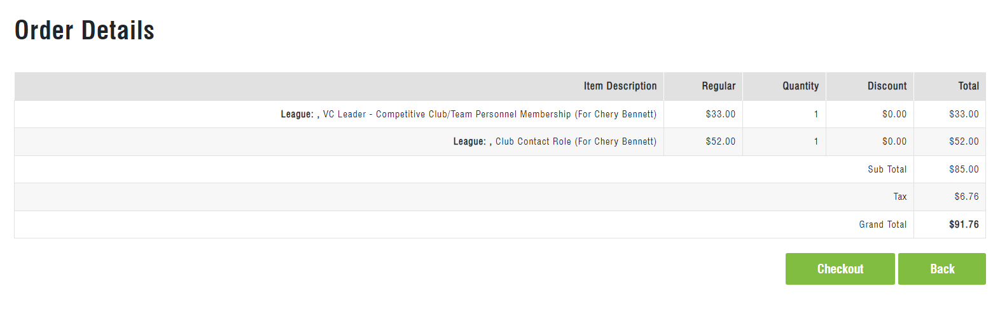 Order Details
Item Description Regular Quantity Discount Total
League: , VC Leader - Competitive Club/Team Personnel Membership (For Chery Bennett) $33.00 1 $0.00 $33.00
League: , Club Contact Role (For Chery Bennett) $52.00 1 $0.00 $52.00
Sub Total $85.00
Tax $6.76
Grand Total $91.76
Checkout Back